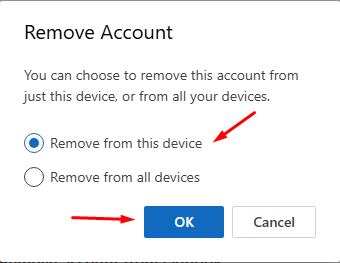 Remove Account
You can choose to remove this account from
just this device, or from all your devices.
Remove from this device
Remove from all devices
OK
Cancel